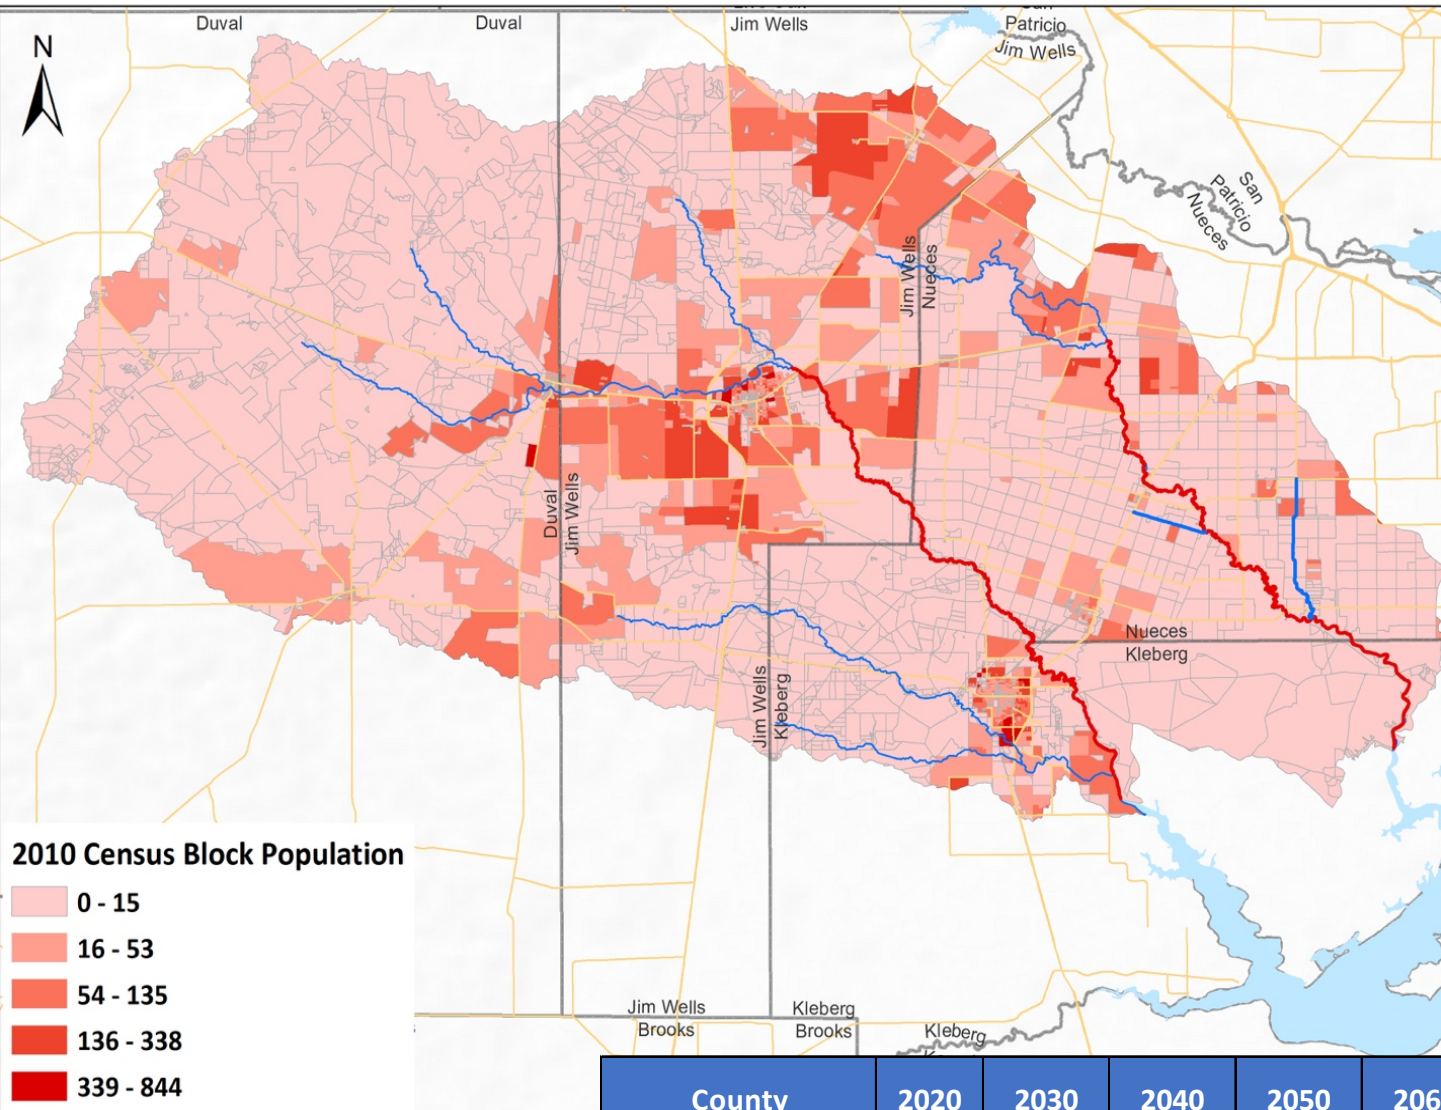 Duval
Duval
Jim Wells
San
Patricio
Jim Wells
N
San
Patricio
Nueces
Jim Wells
Nueces
Duval
Jim Wells
Nueces
Kleberg
Jim Wells
Kleberg
2010 Census Block Population
0 - 15
16 - 53
54 - 135
136 - 338
339 - 844
Jim Wells
Brooks
Kleberg
Brooks
Kleberg
County 2020 2030 2040 2050 206